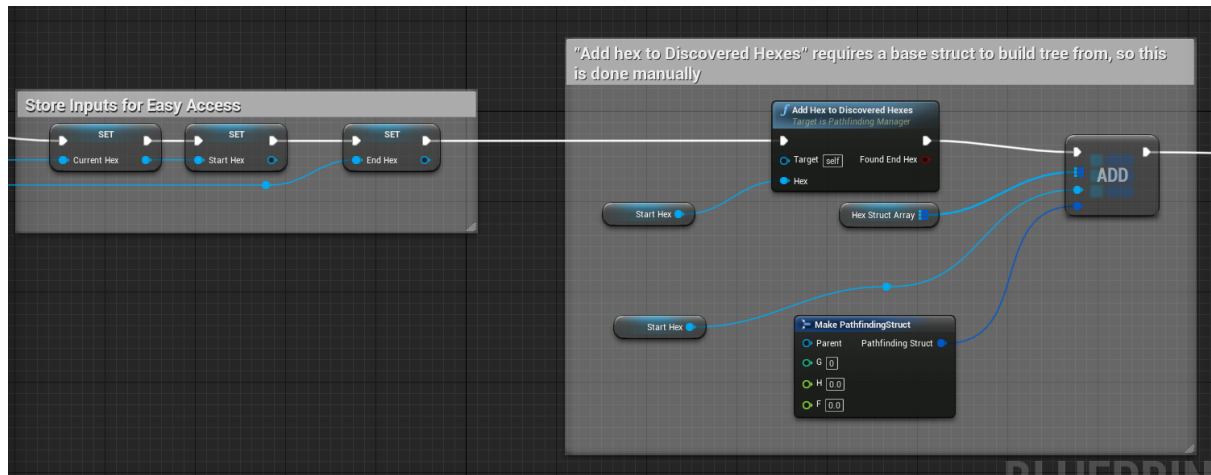 "Add hex to Discovered Hexes" requires a base struct to build tree from, so this
is done manually
Store Inputs for Easy Access
SET
SET
SET
Current Hex
Start Hex
End Hex
Add Hex to Discovered Hexes
Target is Pathfinding Manager
Target self
Found End Hex
Hex
ADD
Start Hex
Hex Struct Array
Start Hex
Make PathfindingStruct
Parent
Pathfinding Struct
G 0
H 0.0
F 0.0